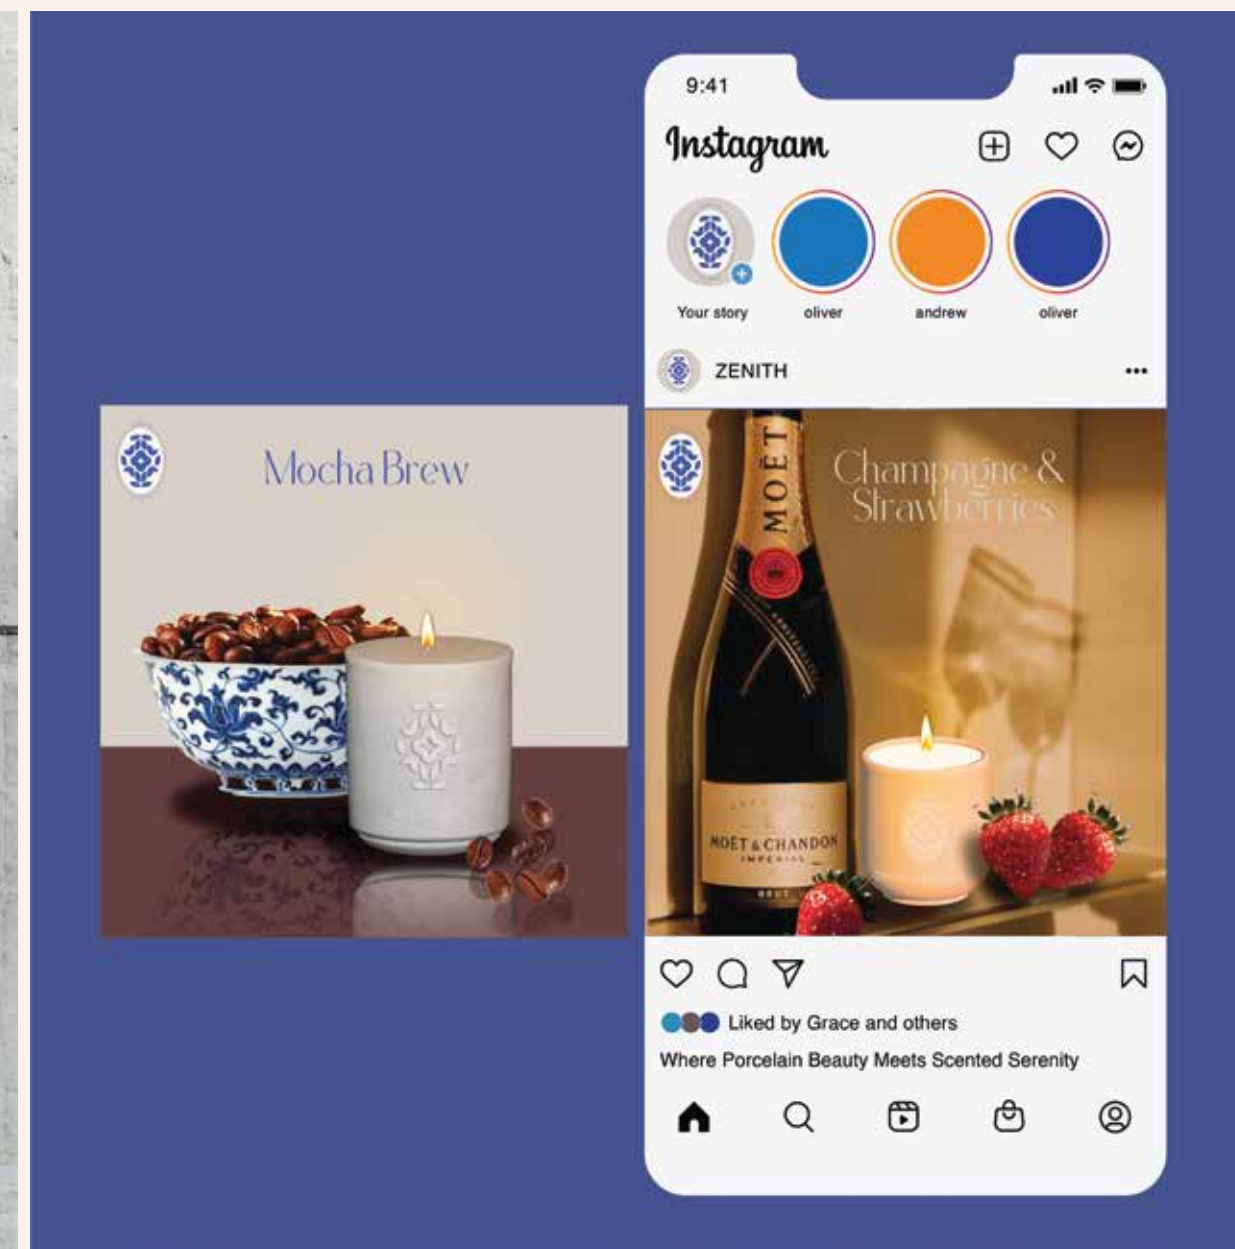 9:41
Instagram
Your story
oliver
andrew
oliver
ZENITH
Mocha Brew
Champagne &
Strawberries
MOËT
MOËT & CHANDON
IMPERIAL
BRUT
Liked by Grace and others
Where Porcelain Beauty Meets Scented Serenity